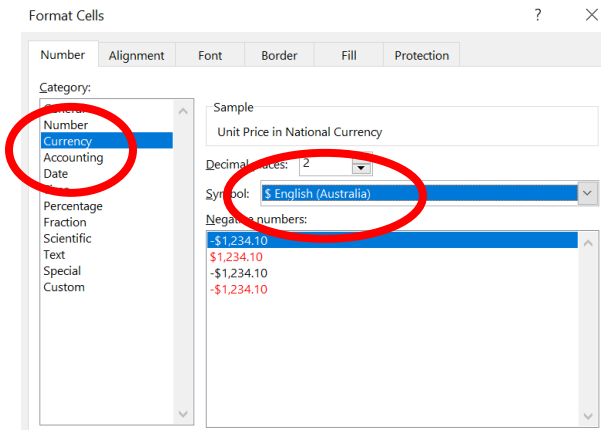 Format Cells ? ×
Number Alignment Font Border Fill Protection
Category:
General
Number
Currency
Accounting
Date
Percentage
Fraction
Scientific
Text
Special
Custom
Sample
Unit Price in National Currency
Decimal places: 2
Symbol: $ English (Australia)
Negative numbers:
-$1,234.10
$1,234.10
-$1,234.10
-$1,234.10